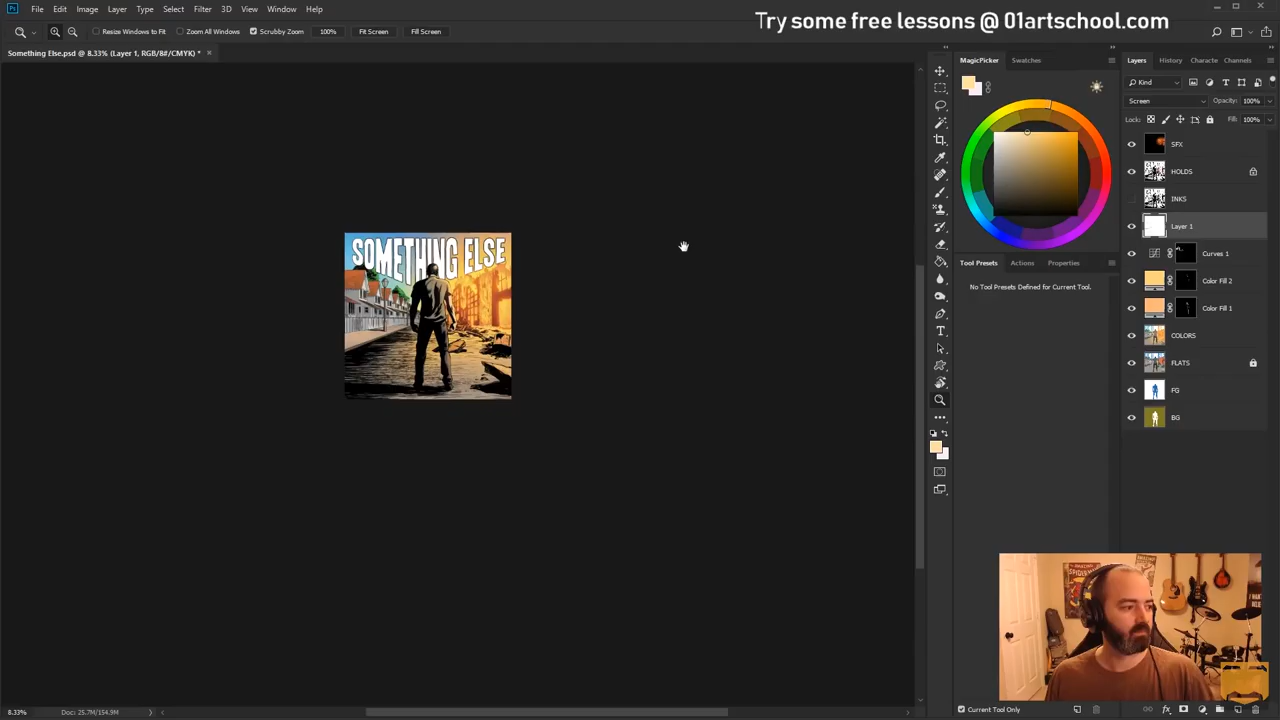 Ps File Edit Image Layer Type Select Filter 3D View Window Help
Try some free lessons @ 01artschool.com
Resize Windows to Fit Zoom All Windows Scrubby Zoom 100% Fit Screen Fill Screen
Something Else.psd @ 8.33% (Layer 1, RGB/8#/CMYK) * ×
SOMETHING ELSE
MagicPicker Swatches
Tool Presets Actions Properties
No Tool Presets Defined for Current Tool.
Current Tool Only
Layers History Characte Channels
Kind
Screen Opacity: 100%
Lock: Fill: 100%
SFX
HOLDS
INKS
Layer 1
Curves 1
Color Fill 2
Color Fill 1
COLORS
FLATS
FG
BG
8.33% Doc: 25.7M/154.9M